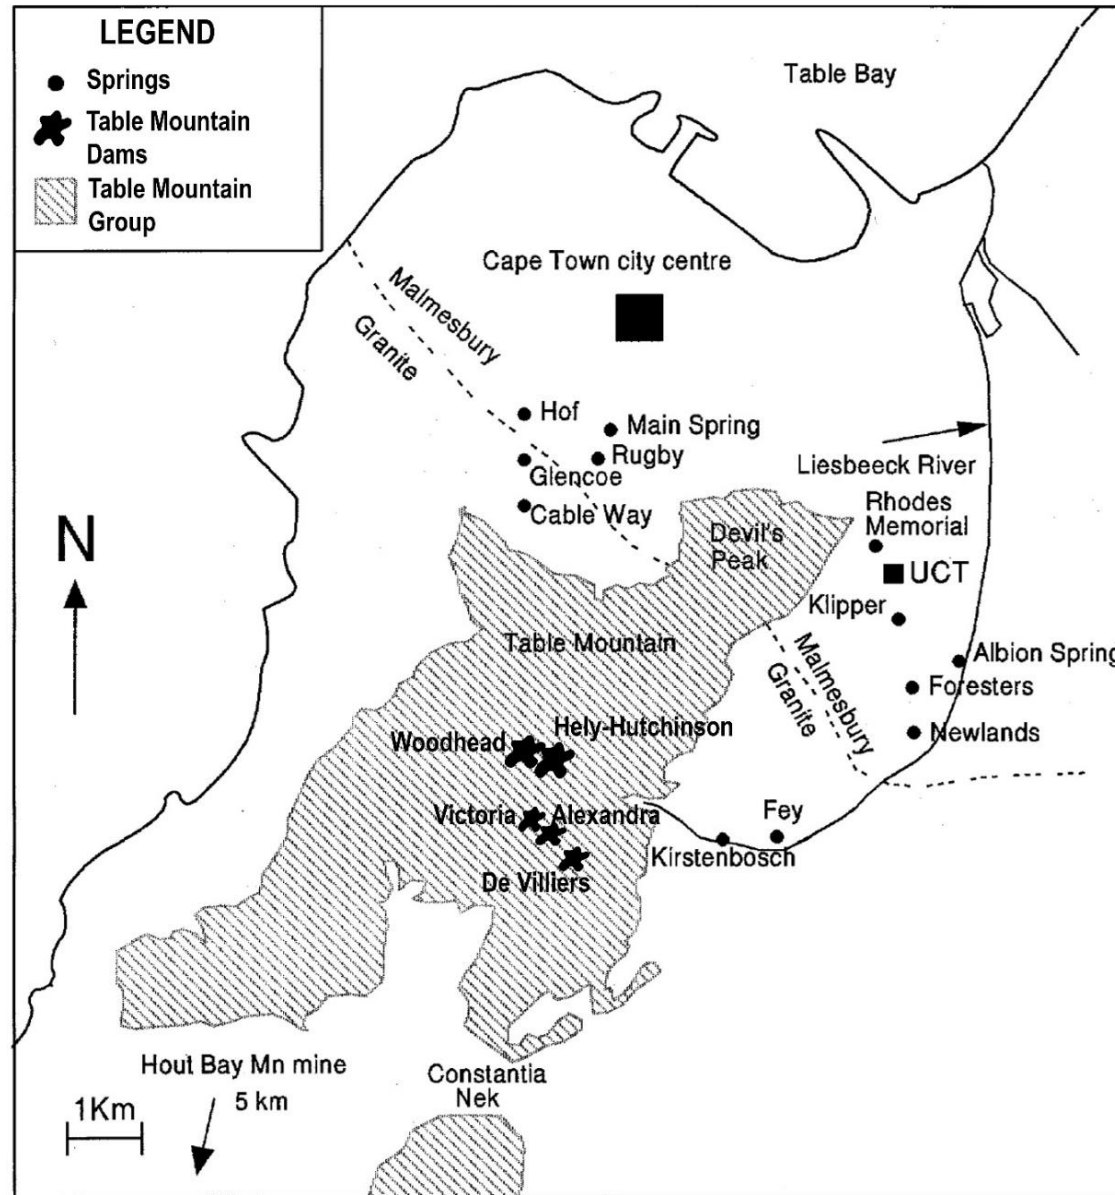 LEGEND
Springs
Table Mountain
Dams
Table Mountain
Group
Table Bay
Cape Town city centre
Malmesbury
Granite
Hof
Main Spring
Rugby
Glencoe
Cable Way
Liesbeeck River
Rhodes
Memorial
Devil's
Peak
UCT
N
Klipper
Table Mountain
Malmesbury
Granite
Albion Spring
Foresters
Newlands
Hely-Hutchinson
Woodhead
Victoria
Alexandra
Fey
Kirstenbosch
De Villiers
Hout Bay Mn mine
5 km
Constantia
Nek
1Km